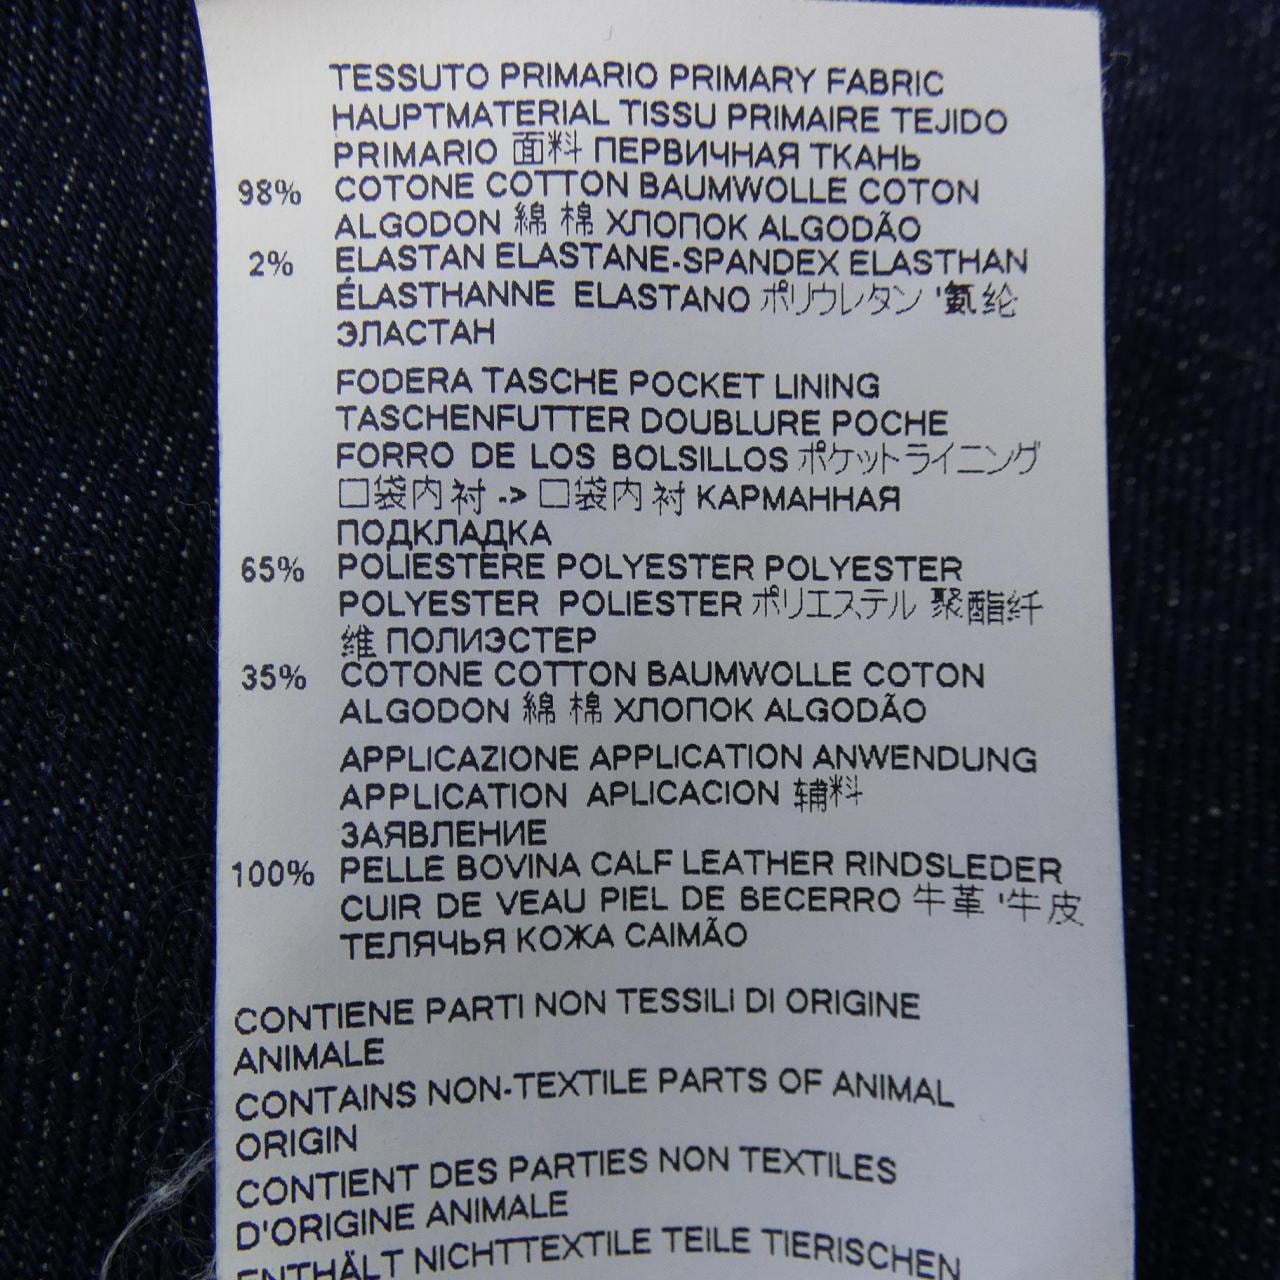 TESSUTO PRIMARIO PRIMARY FABRIC
HAUPTMATERIAL TISSU PRIMAIRE TEJIDO
PRIMARIO 面料 ПЕРВИЧНАЯ ТКАНЬ
98% COTONE COTTON BAUMWOLLE COTON
ALGODON 綿 棉 ХЛОПОК ALGODÃO
2% ELASTAN ELASTANE-SPANDEX ELASTHAN
ÉLASTHANNE ELASTANO ポリウレタン '氨纶
ЭЛАСТАН
FODERA TASCHE POCKET LINING
TASCHENFUTTER DOUBLURE POCHE
FORRO DE LOS BOLSILLOS ポケットライニング
口袋内衬 -> 口袋内衬 КАРМАННАЯ
ПОДКЛАДКА
65% POLIESTERE POLYESTER POLYESTER
POLYESTER POLIESTER ポリエステル 聚酯纤
维 ПОЛИЭСТЕР
35% COTONE COTTON BAUMWOLLE COTON
ALGODON 綿 棉 ХЛОПОК ALGODÃO
APPLICAZIONE APPLICATION ANWENDUNG
APPLICATION APLICACION 辅料
ЗАЯВЛЕНИЕ
100% PELLE BOVINA CALF LEATHER RINDSLEDER
CUIR DE VEAU PIEL DE BECERRO 牛革 '牛皮
ТЕЛЯЧЬЯ КОЖА CAIMÃO
CONTIENE PARTI NON TESSILI DI ORIGINE
ANIMALE
CONTAINS NON-TEXTILE PARTS OF ANIMAL
ORIGIN
CONTIENT DES PARTIES NON TEXTILES
D'ORIGINE ANIMALE
ENTHÄLT NICHTTEXTILE TEILE TIERISCHEN